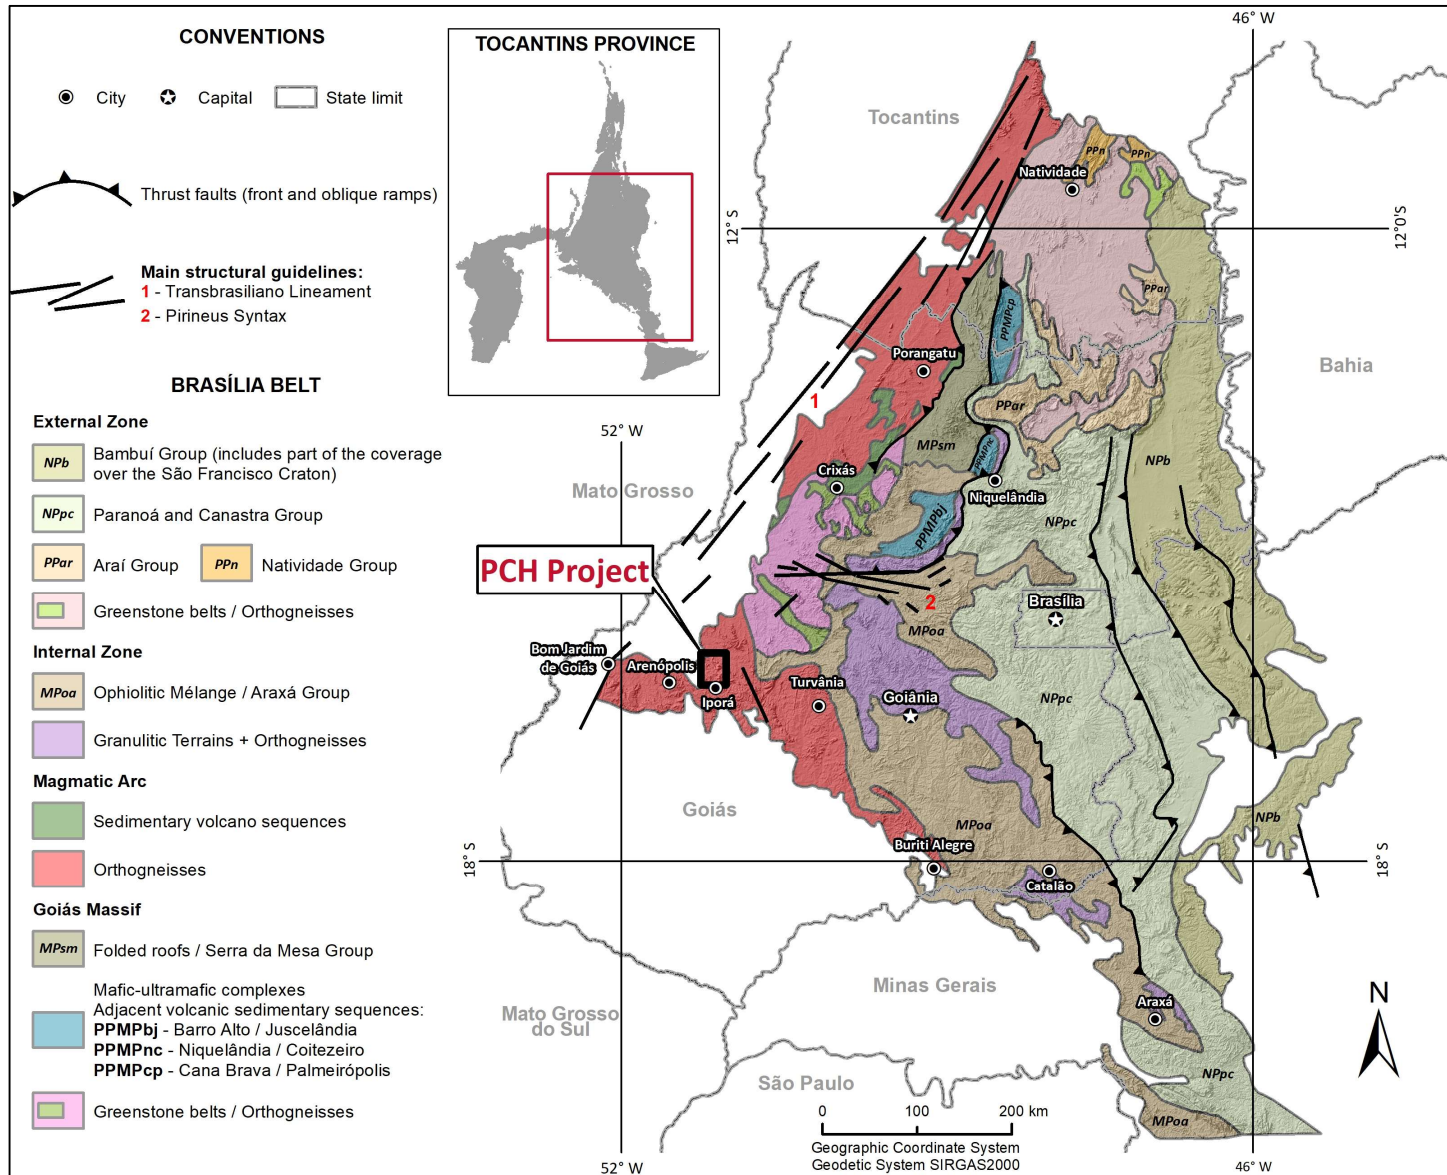 CONVENTIONS
City
Capital
State limit
Thrust faults (front and oblique ramps)
Main structural guidelines:
1 - Transbrasiliano Lineament
2 - Pirineus Syntax
BRASÍLIA BELT
External Zone
NPb
Bambuí Group (includes part of the coverage
over the São Francisco Craton)
NPpc
Paranoá and Canastra Group
PPar
Araí Group
PPn
Natividade Group
Greenstone belts / Orthogneisses
Internal Zone
MPoa
Ophiolitic Mélange / Araxá Group
Granulitic Terrains + Orthogneisses
Magmatic Arc
Sedimentary volcano sequences
Orthogneisses
Goiás Massif
MPsm
Folded roofs / Serra da Mesa Group
Mafic-ultramafic complexes
Adjacent volcanic sedimentary sequences:
PPMPbj - Barro Alto / Juscelândia
PPMPnc - Niquelândia / Coitezeiro
PPMPcp - Cana Brava / Palmeirópolis
Greenstone belts / Orthogneisses
TOCANTINS PROVINCE
46° W
Tocantins
PPn
PPn
Natividade
12° S
12°0'S
PPar
PPMPcp
Porangatu
Bahia
1
PPar
52° W
MPsm
PPMPnc
NPb
Crixás
Mato Grosso
Niquelândia
PPMPbj
NPpc
PCH Project
2
Brasília
MPoa
Bom Jardim
de Goiás
Arenópolis
Iporá
Turvânia
Goiânia
NPpc
Goiás
NPb
MPoa
Buriti Alegre
18° S
18° S
Catalão
Minas Gerais
Mato Grosso
do Sul
Araxá
N
São Paulo
NPpc
MPoa
0
100
200 km
Geographic Coordinate System
Geodetic System SIRGAS2000
52° W
46° W